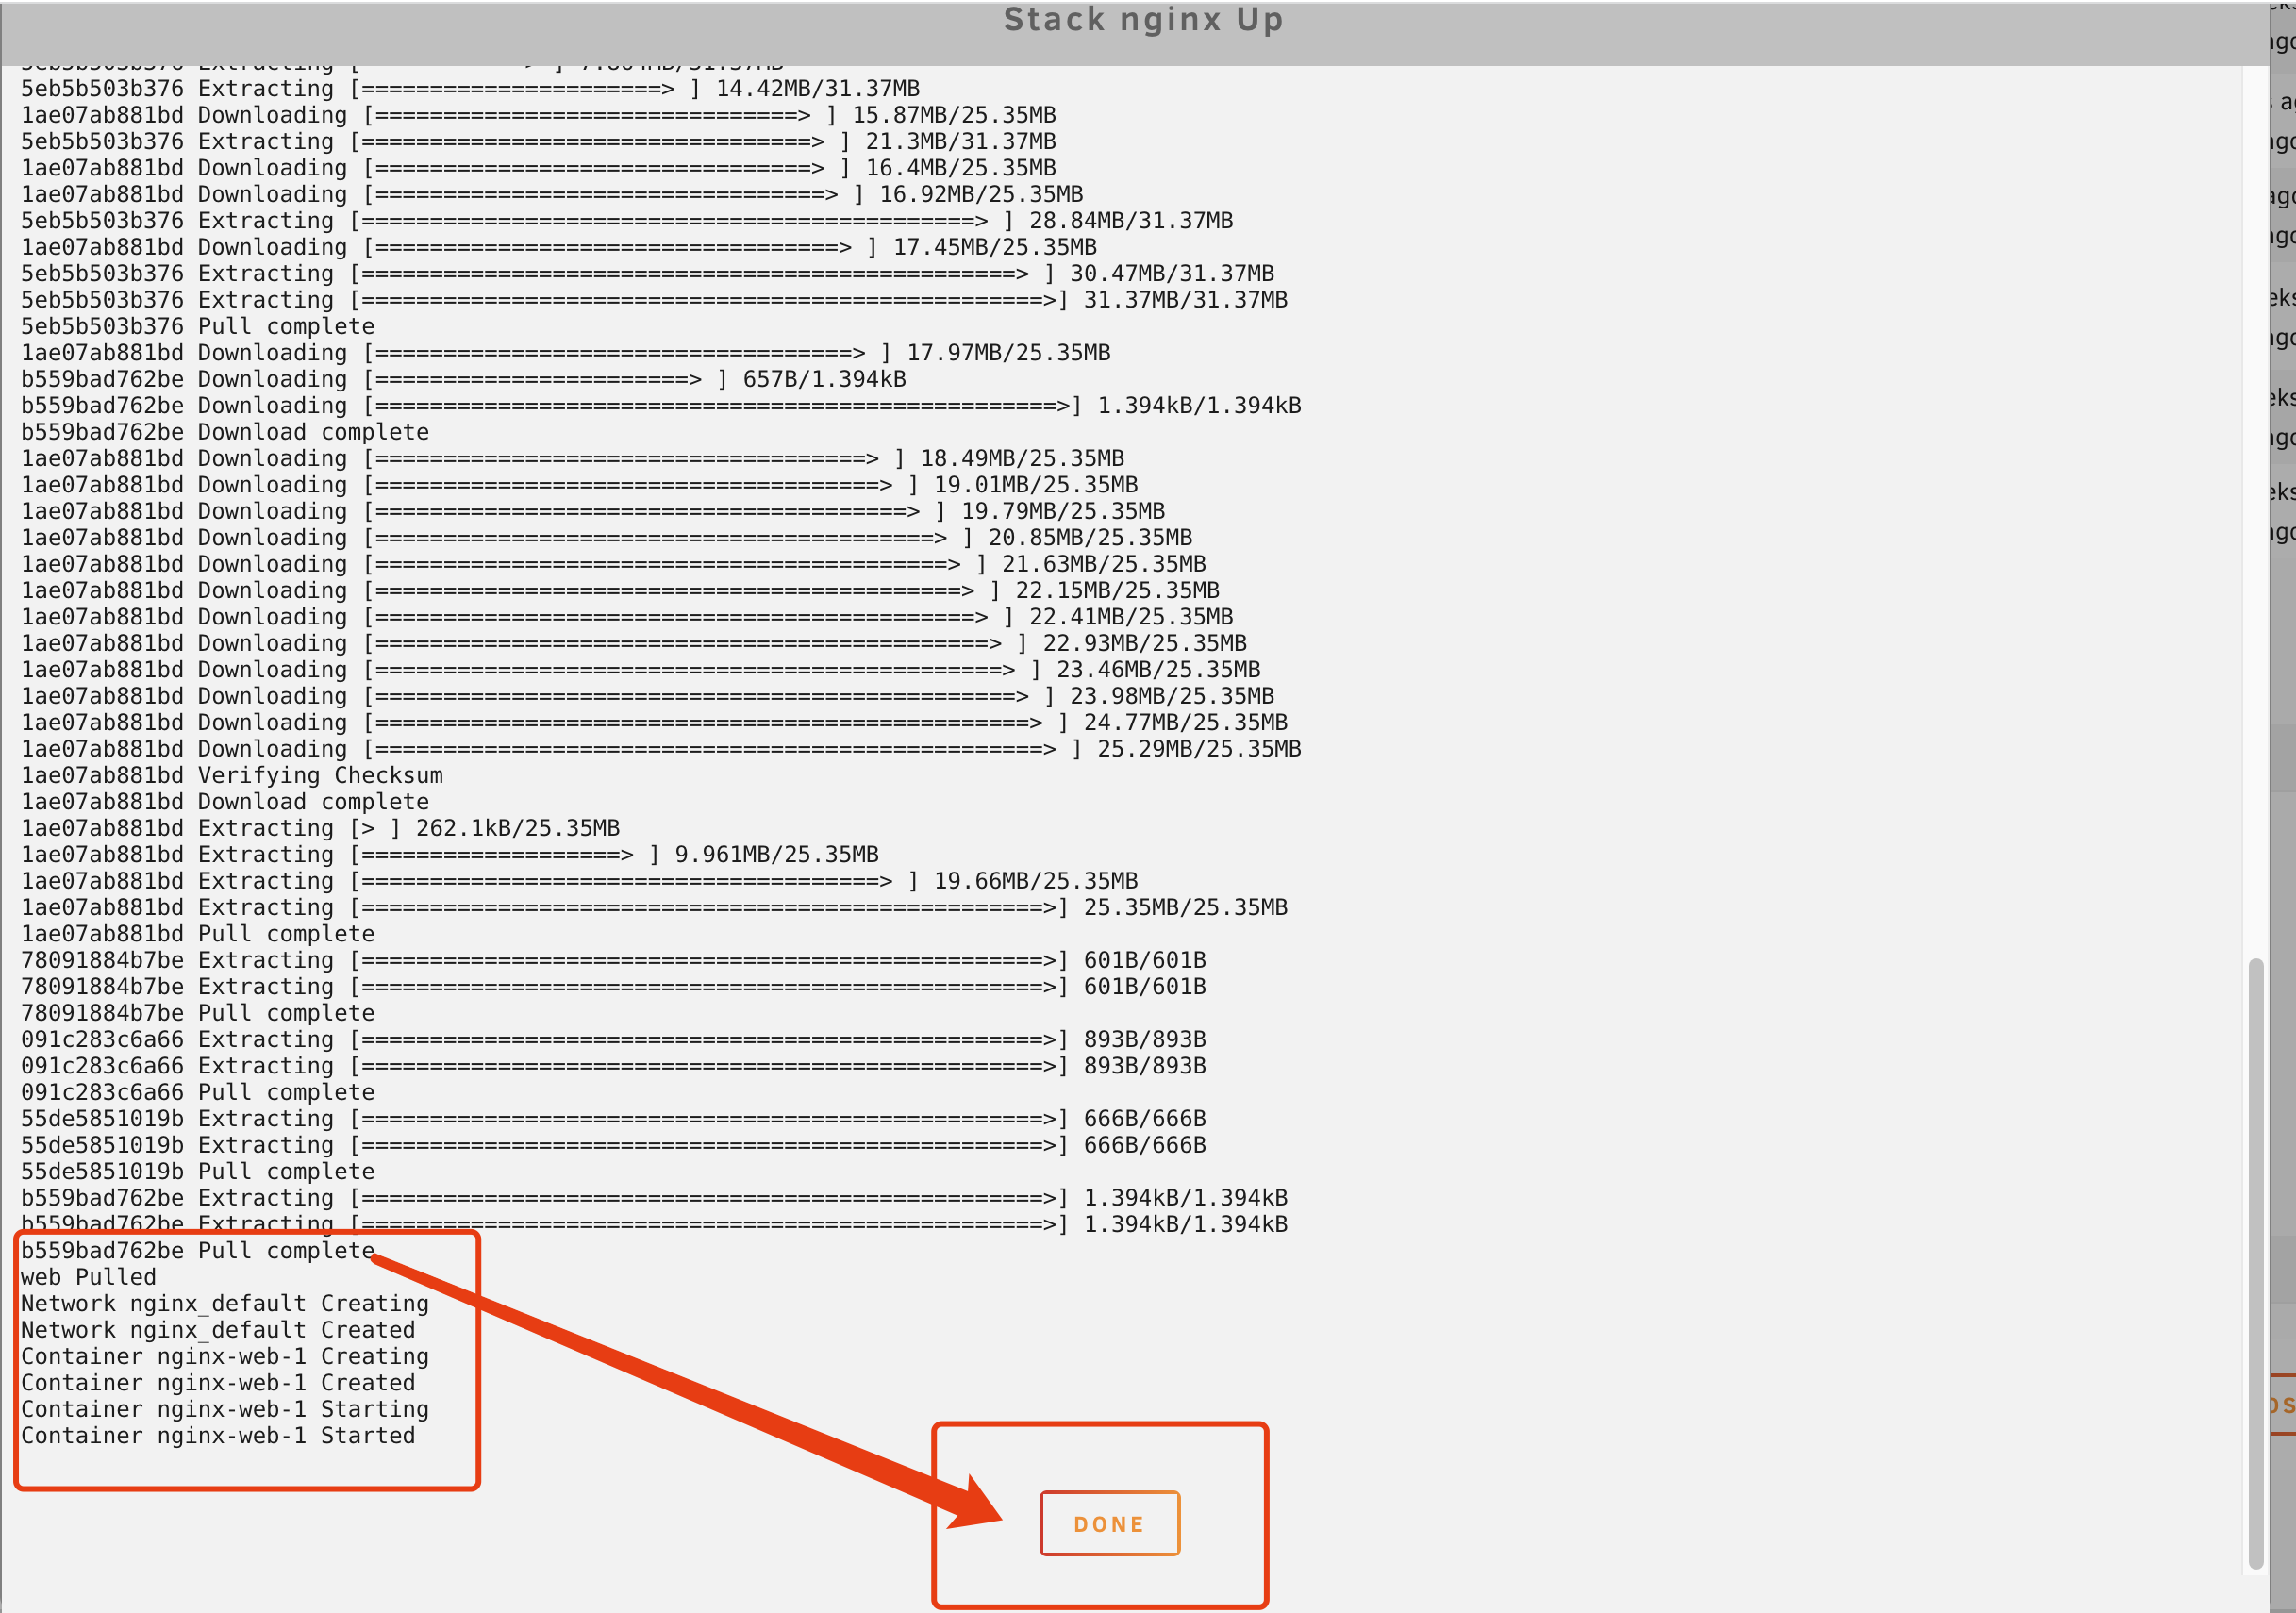 Stack nginx Up
5eb5b503b376 Extracting [=====================> ] 14.42MB/31.37MB
1ae07ab881bd Downloading [===============================> ] 15.87MB/25.35MB
5eb5b503b376 Extracting [=================================> ] 21.3MB/31.37MB
1ae07ab881bd Downloading [================================> ] 16.4MB/25.35MB
1ae07ab881bd Downloading [=================================> ] 16.92MB/25.35MB
5eb5b503b376 Extracting [=============================================> ] 28.84MB/31.37MB
1ae07ab881bd Downloading [==================================> ] 17.45MB/25.35MB
5eb5b503b376 Extracting [================================================> ] 30.47MB/31.37MB
5eb5b503b376 Extracting [==================================================>] 31.37MB/31.37MB
5eb5b503b376 Pull complete
1ae07ab881bd Downloading [===================================> ] 17.97MB/25.35MB
b559bad762be Downloading [=======================> ] 657B/1.394kB
b559bad762be Downloading [==================================================>] 1.394kB/1.394kB
b559bad762be Download complete
1ae07ab881bd Downloading [====================================> ] 18.49MB/25.35MB
1ae07ab881bd Downloading [=====================================> ] 19.01MB/25.35MB
1ae07ab881bd Downloading [=======================================> ] 19.79MB/25.35MB
1ae07ab881bd Downloading [=========================================> ] 20.85MB/25.35MB
1ae07ab881bd Downloading [==========================================> ] 21.63MB/25.35MB
1ae07ab881bd Downloading [===========================================> ] 22.15MB/25.35MB
1ae07ab881bd Downloading [============================================> ] 22.41MB/25.35MB
1ae07ab881bd Downloading [=============================================> ] 22.93MB/25.35MB
1ae07ab881bd Downloading [==============================================> ] 23.46MB/25.35MB
1ae07ab881bd Downloading [===============================================> ] 23.98MB/25.35MB
1ae07ab881bd Downloading [================================================> ] 24.77MB/25.35MB
1ae07ab881bd Downloading [=================================================> ] 25.29MB/25.35MB
1ae07ab881bd Verifying Checksum
1ae07ab881bd Download complete
1ae07ab881bd Extracting [> ] 262.1kB/25.35MB
1ae07ab881bd Extracting [===================> ] 9.961MB/25.35MB
1ae07ab881bd Extracting [======================================> ] 19.66MB/25.35MB
1ae07ab881bd Extracting [==================================================>] 25.35MB/25.35MB
1ae07ab881bd Pull complete
78091884b7be Extracting [==================================================>] 601B/601B
78091884b7be Extracting [==================================================>] 601B/601B
78091884b7be Pull complete
091c283c6a66 Extracting [==================================================>] 893B/893B
091c283c6a66 Extracting [==================================================>] 893B/893B
091c283c6a66 Pull complete
55de5851019b Extracting [==================================================>] 666B/666B
55de5851019b Extracting [==================================================>] 666B/666B
55de5851019b Pull complete
b559bad762be Extracting [==================================================>] 1.394kB/1.394kB
b559bad762be Extracting [==================================================>] 1.394kB/1.394kB
b559bad762be Pull complete
web Pulled
Network nginx_default Creating
Network nginx_default Created
Container nginx-web-1 Creating
Container nginx-web-1 Created
Container nginx-web-1 Starting
Container nginx-web-1 Started
DONE